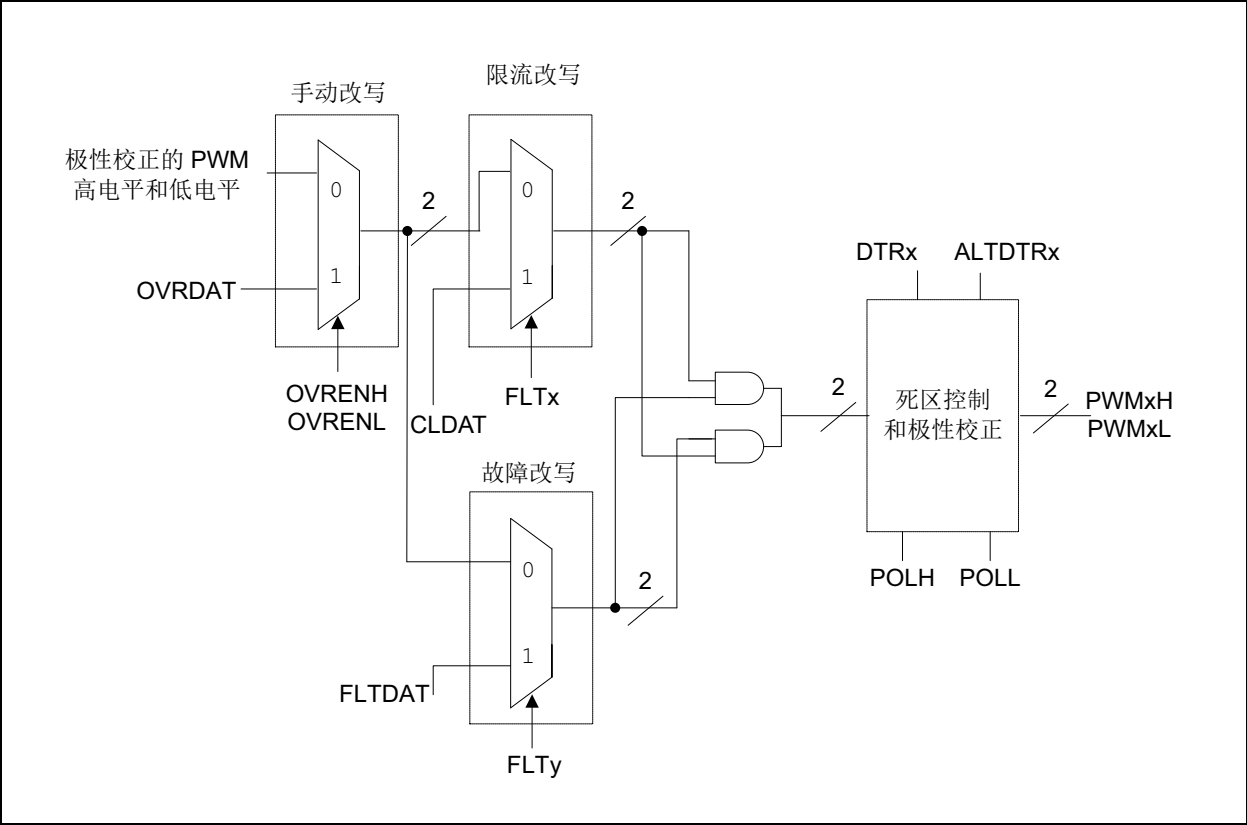 手动改写
限流改写
极性校正的 PWM
高电平和低电平
0
1
OVRDAT
OVRENH
OVRENL
2
0
1
CLDAT
FLTx
2
DTRx
ALTDTRx
2
死区控制
和极性校正
2
PWMxH
PWMxL
POLH
POLL
故障改写
0
1
2
FLTDAT
FLTy